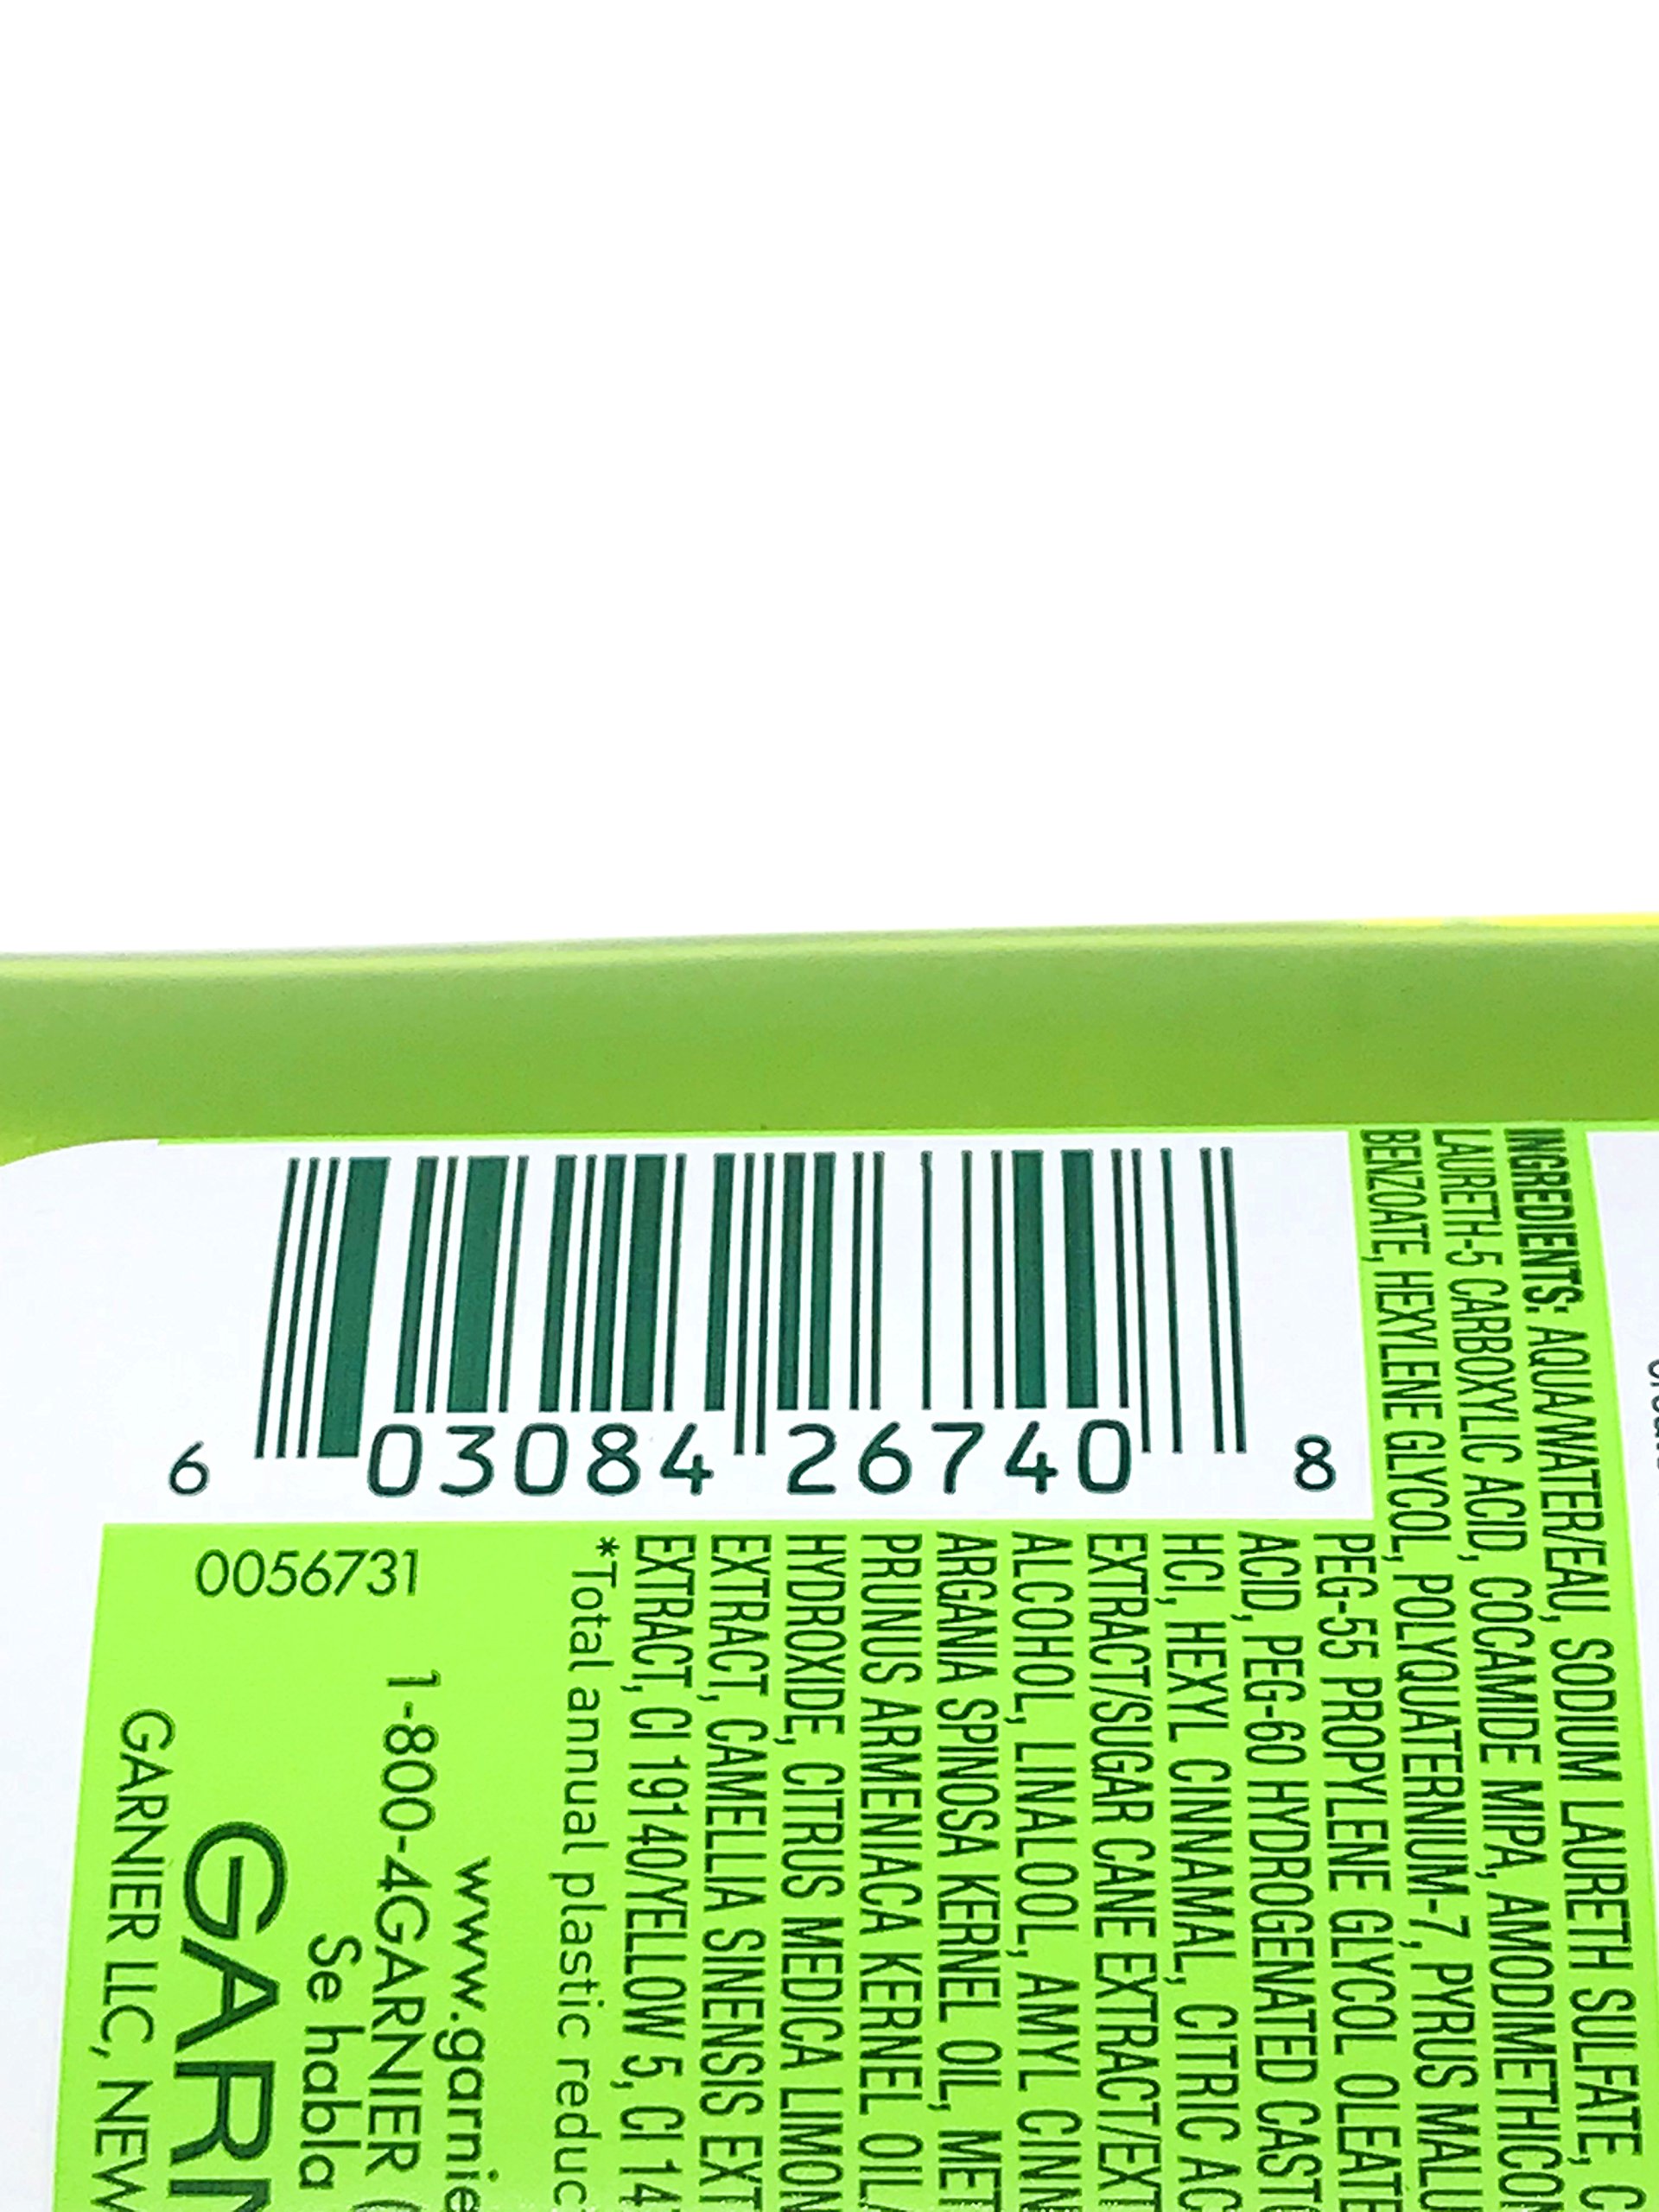 6 03084 26740 8
0056731
INGREDIENTS: AQUA/WATER/EAU, SODIUM LAURETH SULFATE,
LAURETH-5 CARBOXYLIC ACID, COCAMIDE MIPA, AMODIMETHICON
BENZOATE, HEXYLENE GLYCOL, POLYQUATERNIUM-7, PYRUS MALU
PEG-55 PROPYLENE GLYCOL OLEATE
ACID, PEG-60 HYDROGENATED CASTO
HCI, HEXYL CINNAMAL, CITRIC AC
EXTRACT/SUGAR CANE EXTRACT/EXT
ALCOHOL, LINALOOL, AMYL CINN
ARGANIA SPINOSA KERNEL OIL, MET
PRUNUS ARMENIACA KERNEL OIL/
HYDROXIDE, CITRUS MEDICA LIMON
EXTRACT, CAMELLIA SINENSIS EXT
EXTRACT, CI 19140/YELLOW 5, CI 147
*Total annual plastic reduc
www.garnie
1-800-4GARNIER (
Se habla
GARN
GARNIER LLC, NEW